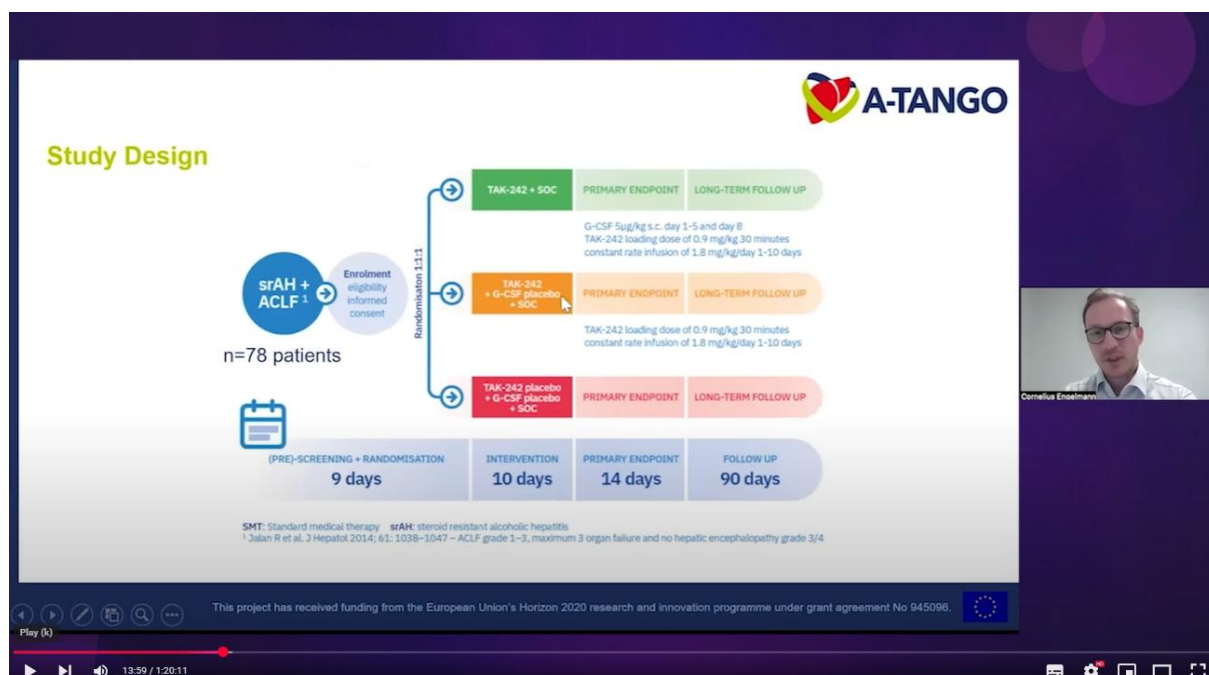 A-TANGO
Study Design
TAK-242 + SOC
PRIMARY ENDPOINT
LONG-TERM FOLLOW UP
G-CSF 5µg/kg s.c. day 1-5 and day 8
TAK-242 loading dose of 0.9 mg/kg 30 minutes
constant rate infusion of 1.8 mg/kg/day 1-10 days
srAH +
ACLF ¹
Enrolment
eligibility
informed
consent
Randomisaton 1:1:1
TAK-242
+ G-CSF placebo
+ SOC
PRIMARY ENDPOINT
LONG-TERM FOLLOW UP
TAK-242 loading dose of 0.9 mg/kg 30 minutes
constant rate infusion of 1.8 mg/kg/day 1-10 days
n=78 patients
TAK-242 placebo
+ G-CSF placebo
+ SOC
PRIMARY ENDPOINT
LONG-TERM FOLLOW UP
(PRE)-SCREENING + RANDOMISATION
9 days
INTERVENTION
10 days
PRIMARY ENDPOINT
14 days
FOLLOW UP
90 days
SMT: Standard medical therapy srAH: steroid resistant alcoholic hepatitis
¹ Jalan R et al. J Hepatol 2014; 61: 1038–1047 – ACLF grade 1–3, maximum 3 organ failure and no hepatic encephalopathy grade 3/4
Cornelius Engelmann
This project has received funding from the European Union's Horizon 2020 research and innovation programme under grant agreement No 945096.
Play (k)
13:59 / 1:20:11
HD